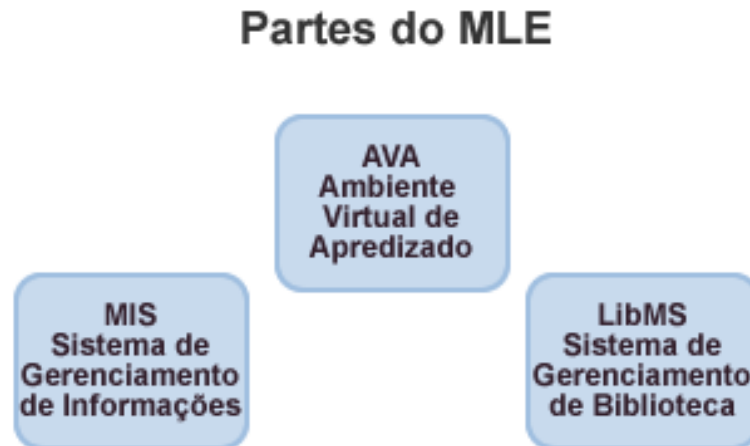 Partes do MLE
AVA
Ambiente
Virtual de
Apredizado
MIS
Sistema de
Gerenciamento
de Informações
LibMS
Sistema de
Gerenciamento
de Biblioteca